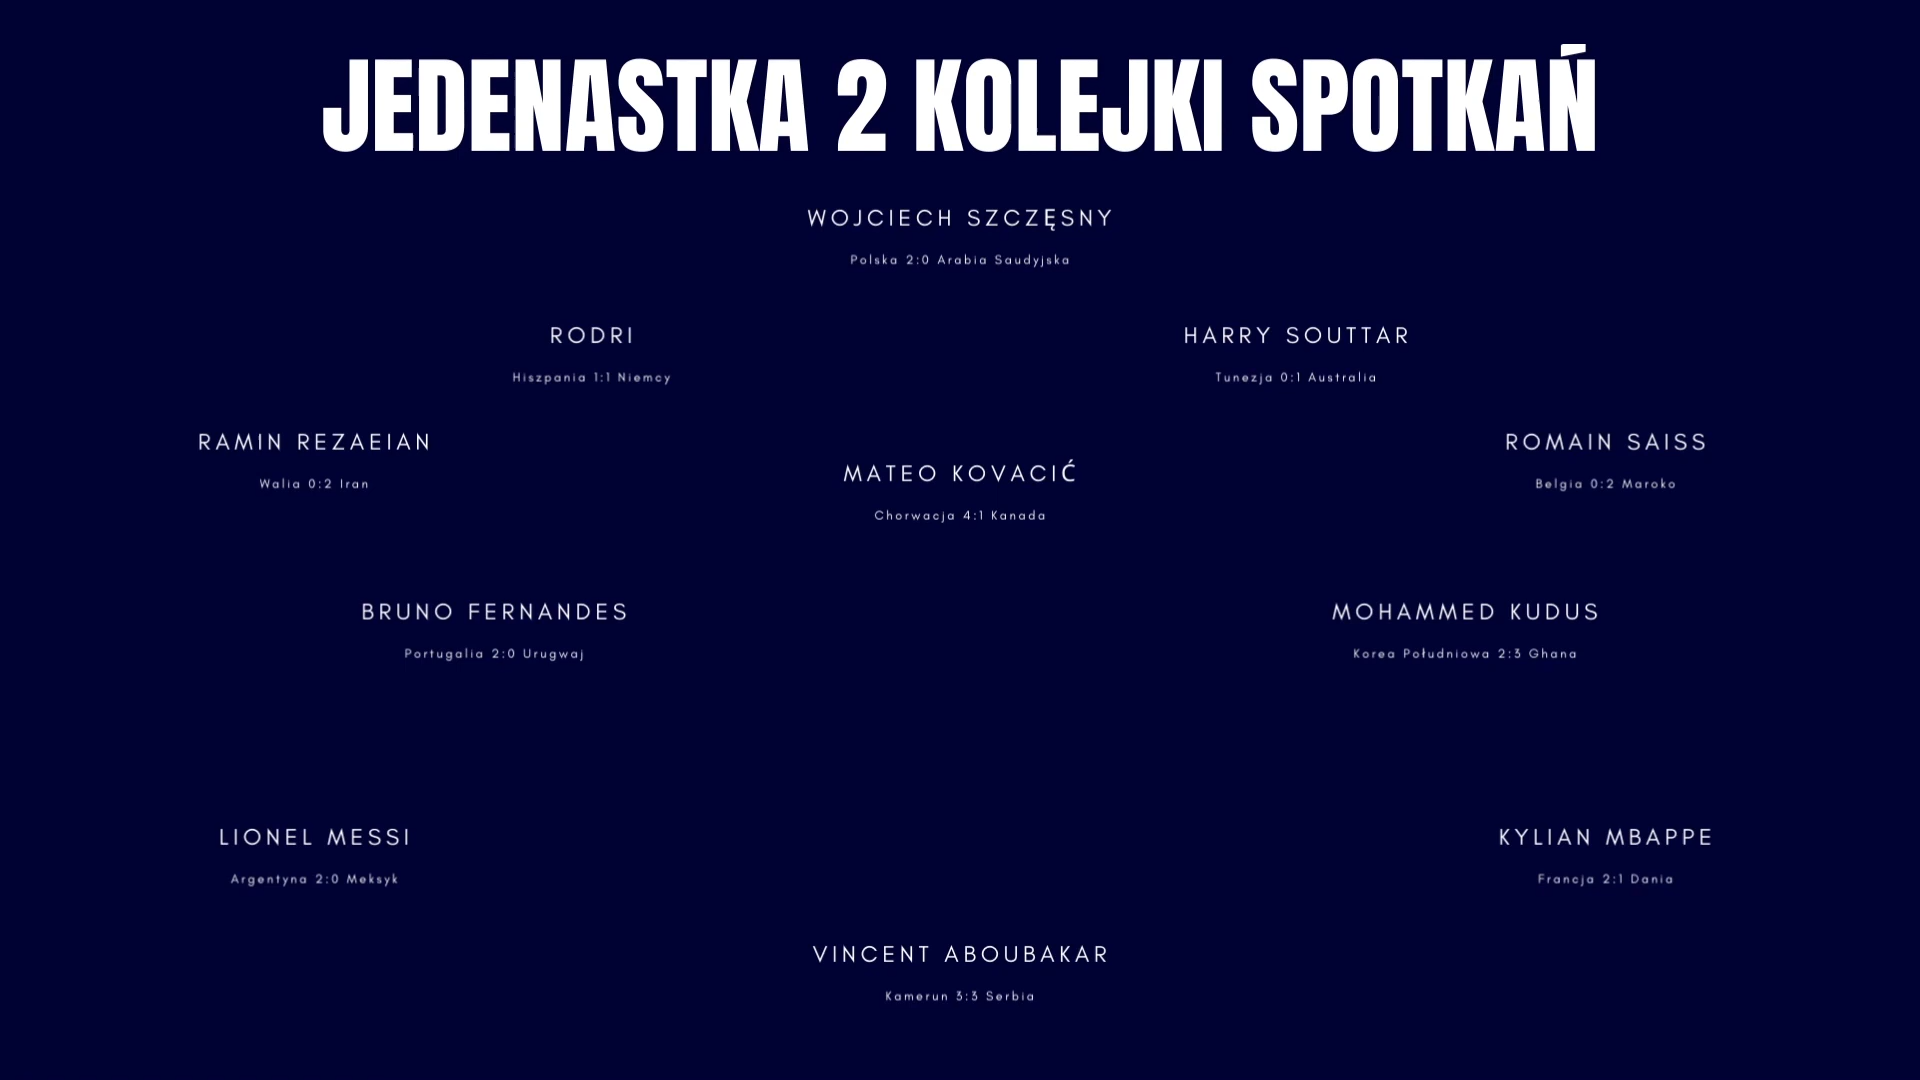 JEDENASTKA 2 KOLEJKI SPOTKAŃ
WOJCIECH SZCZĘSNY
Polska 2:0 Arabia Saudyjska
RODRI
Hiszpania 1:1 Niemcy
HARRY SOUTTAR
Tunezja 0:1 Australia
RAMIN REZAEIAN
Walia 0:2 Iran
MATEO KOVACIĆ
Chorwacja 4:1 Kanada
ROMAIN SAISS
Belgia 0:2 Maroko
BRUNO FERNANDES
Portugalia 2:0 Urugwaj
MOHAMMED KUDUS
Korea Południowa 2:3 Ghana
LIONEL MESSI
Argentyna 2:0 Meksyk
KYLIAN MBAPPE
Francja 2:1 Dania
VINCENT ABOUBAKAR
Kamerun 3:3 Serbia